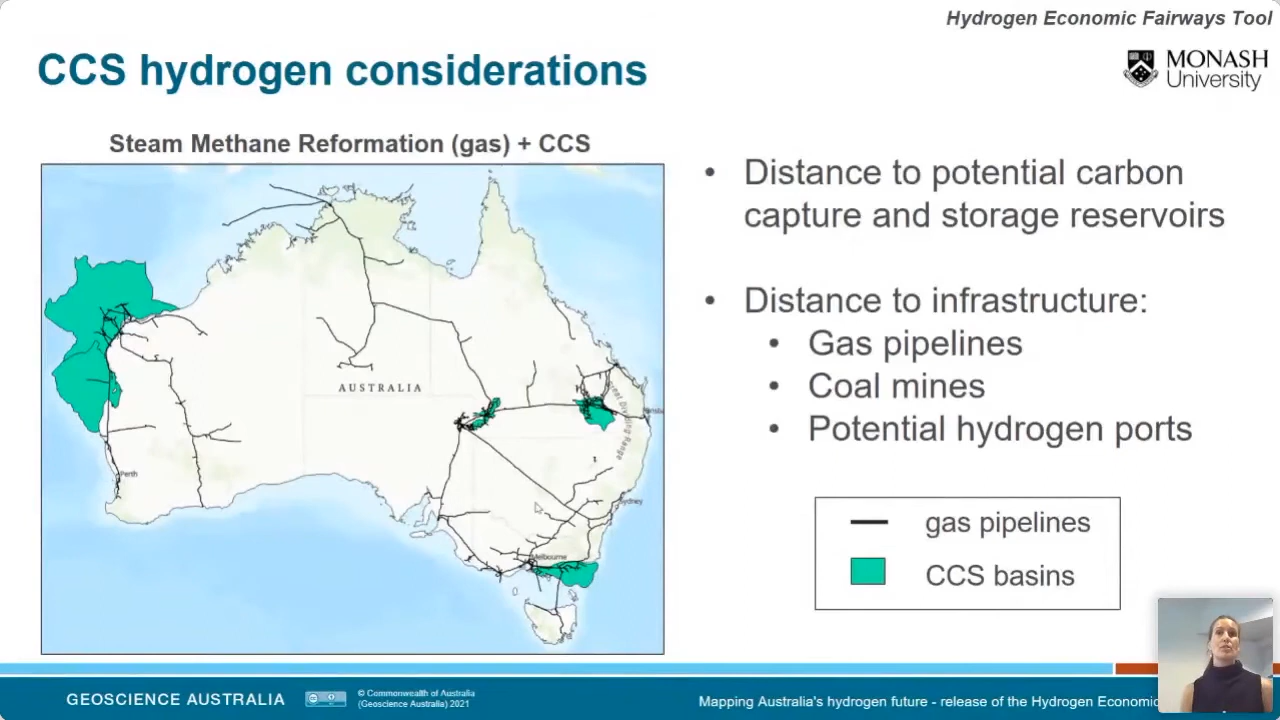 Hydrogen Economic Fairways Tool
CCS hydrogen considerations
MONASH
University
Steam Methane Reformation (gas) + CCS
• Distance to potential carbon
capture and storage reservoirs
• Distance to infrastructure:
• Gas pipelines
• Coal mines
• Potential hydrogen ports
AUSTRALIA
Perth
Sydney
Melbourne
Range
gas pipelines
CCS basins
GEOSCIENCE AUSTRALIA
© Commonwealth of Australia
(Geoscience Australia) 2021
Mapping Australia's hydrogen future - release of the Hydrogen Economic